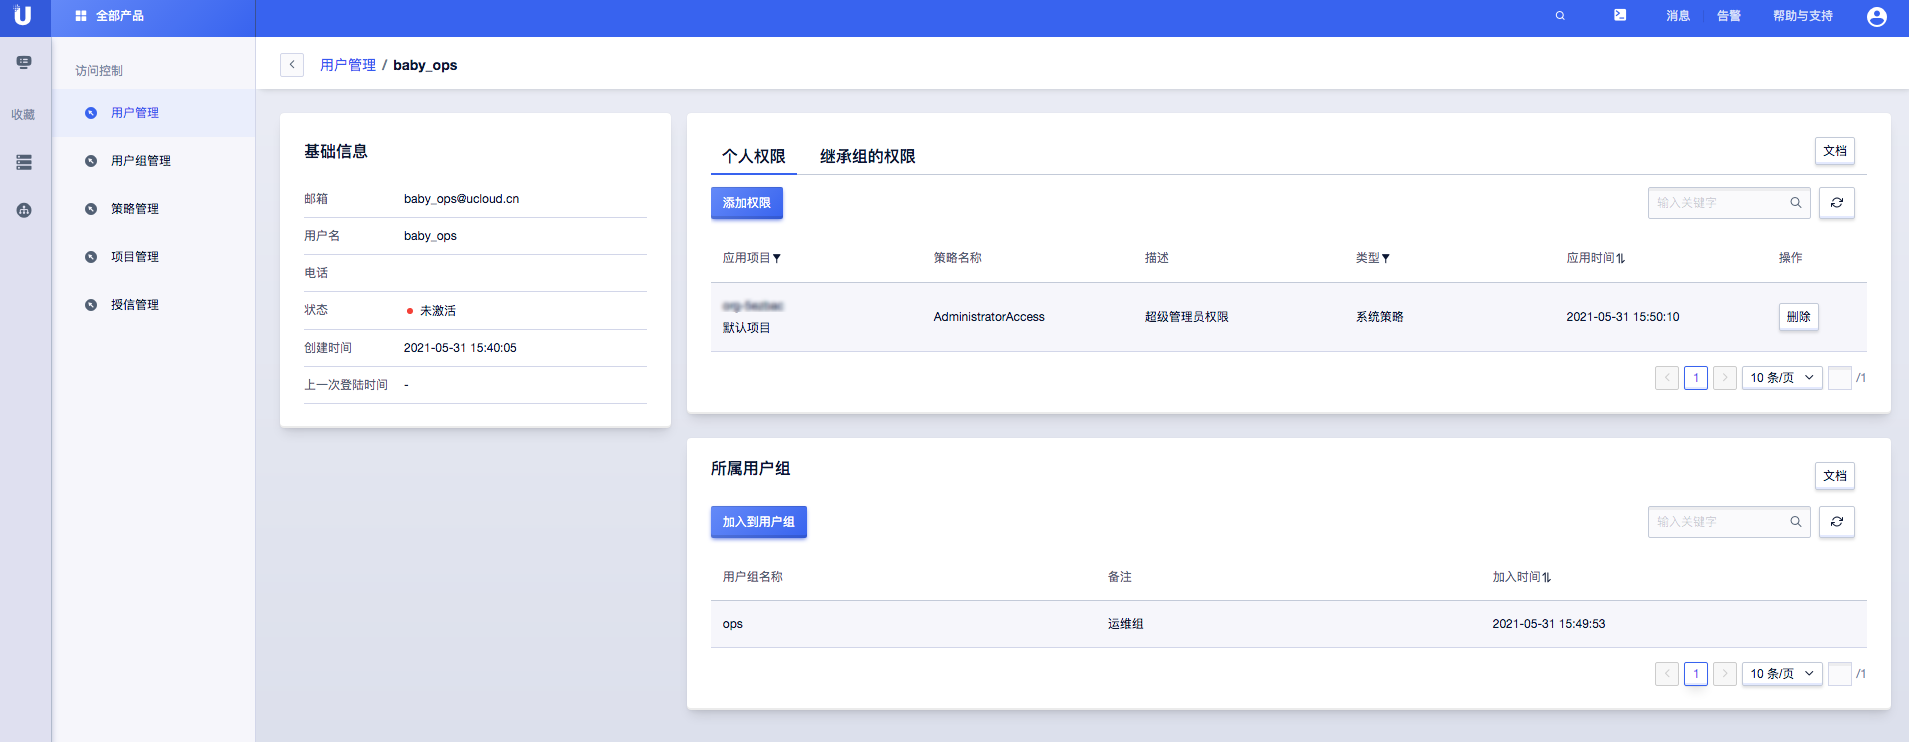 U
全部产品
消息
告警
帮助与支持
收藏
访问控制
用户管理
用户组管理
策略管理
项目管理
授信管理
用户管理 / baby_ops
基础信息
邮箱 baby_ops@ucloud.cn
用户名 baby_ops
电话
状态 未激活
创建时间 2021-05-31 15:40:05
上一次登陆时间 -
个人权限 继承组的权限
文档
添加权限
输入关键字
应用项目 策略名称 描述 类型 应用时间 操作
默认项目 AdministratorAccess 超级管理员权限 系统策略 2021-05-31 15:50:10 删除
1 10 条/页 /1
所属用户组
文档
加入到用户组
输入关键字
用户组名称 备注 加入时间
ops 运维组 2021-05-31 15:49:53
1 10 条/页 /1